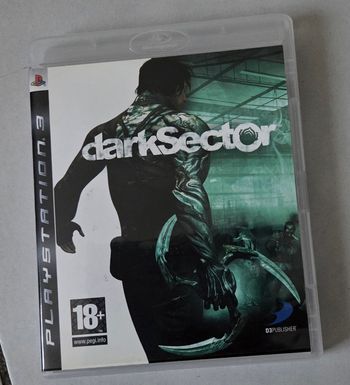 PLAYSTATION 3
darkSectOr
18+
www.pegi.info
D3PUBLISHER